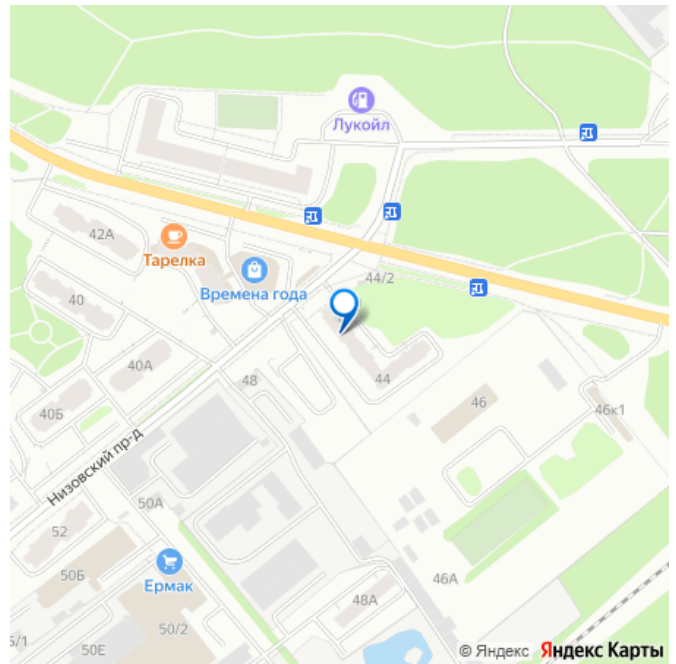 Лукойл
42А
Тарелка
44/2
Времена года
40
40А
48
44
46
46к1
40Б
Низовский пр-д
50А
52
50Б
Ермак
46А
48А
5/1
50Е
50/2
© Яндекс Яндекс Карты